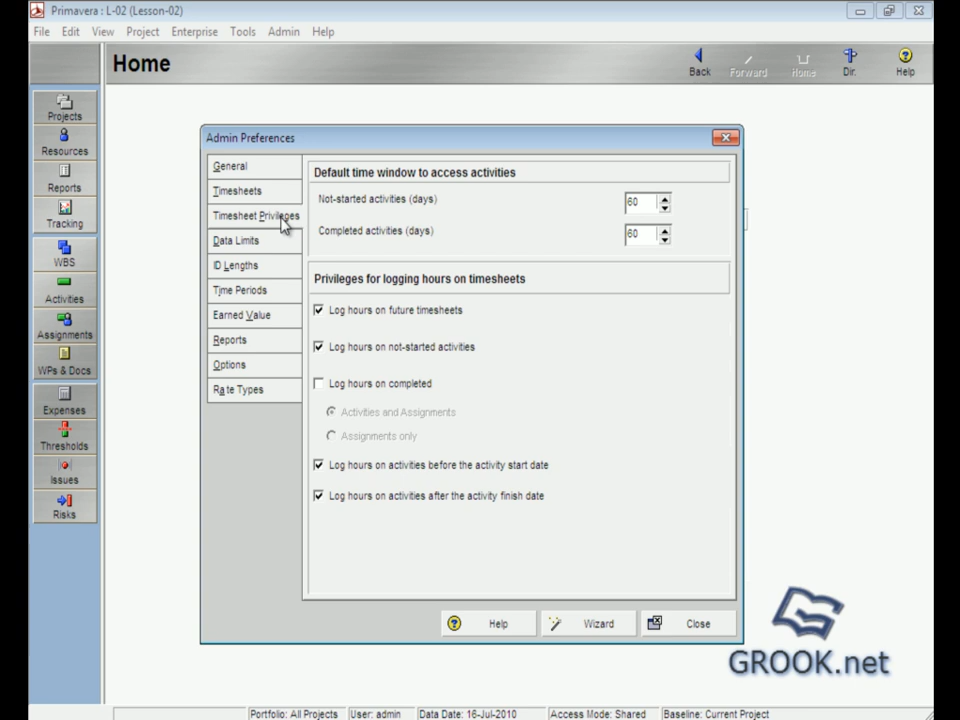 Primavera : L-02 (Lesson-02)
File Edit View Project Enterprise Tools Admin Help
Home
Back Forward Home Dir. Help
Projects
Resources
Reports
Tracking
WBS
Activities
Assignments
WPs & Docs
Expenses
Thresholds
Issues
Risks
Admin Preferences
General
Timesheets
Timesheet Privileges
Data Limits
ID Lengths
Time Periods
Earned Value
Reports
Options
Rate Types
Default time window to access activities
Not-started activities (days) 60
Completed activities (days) 60
Privileges for logging hours on timesheets
Log hours on future timesheets
Log hours on not-started activities
Log hours on completed
Activities and Assignments
Assignments only
Log hours on activities before the activity start date
Log hours on activities after the activity finish date
Help Wizard Close
GROOK.net
Portfolio: All Projects User: admin Data Date: 16-Jul-2010 Access Mode: Shared Baseline: Current Project